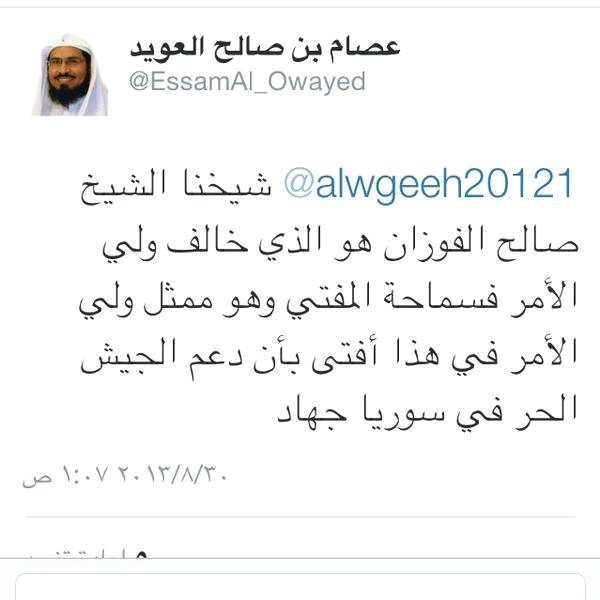 عصام بن صالح العويد
@EssamAl_Owayed
@alwgeeh20121 شيخنا الشيخ
صالح الفوزان هو الذي خالف ولي
الأمر فسماحة المفتي وهو ممثل ولي
الأمر في هذا أفتى بأن دعم الجيش
الحر في سوريا جهاد
٢٠١٣/٨/٣٠ ١:٠٧ ص